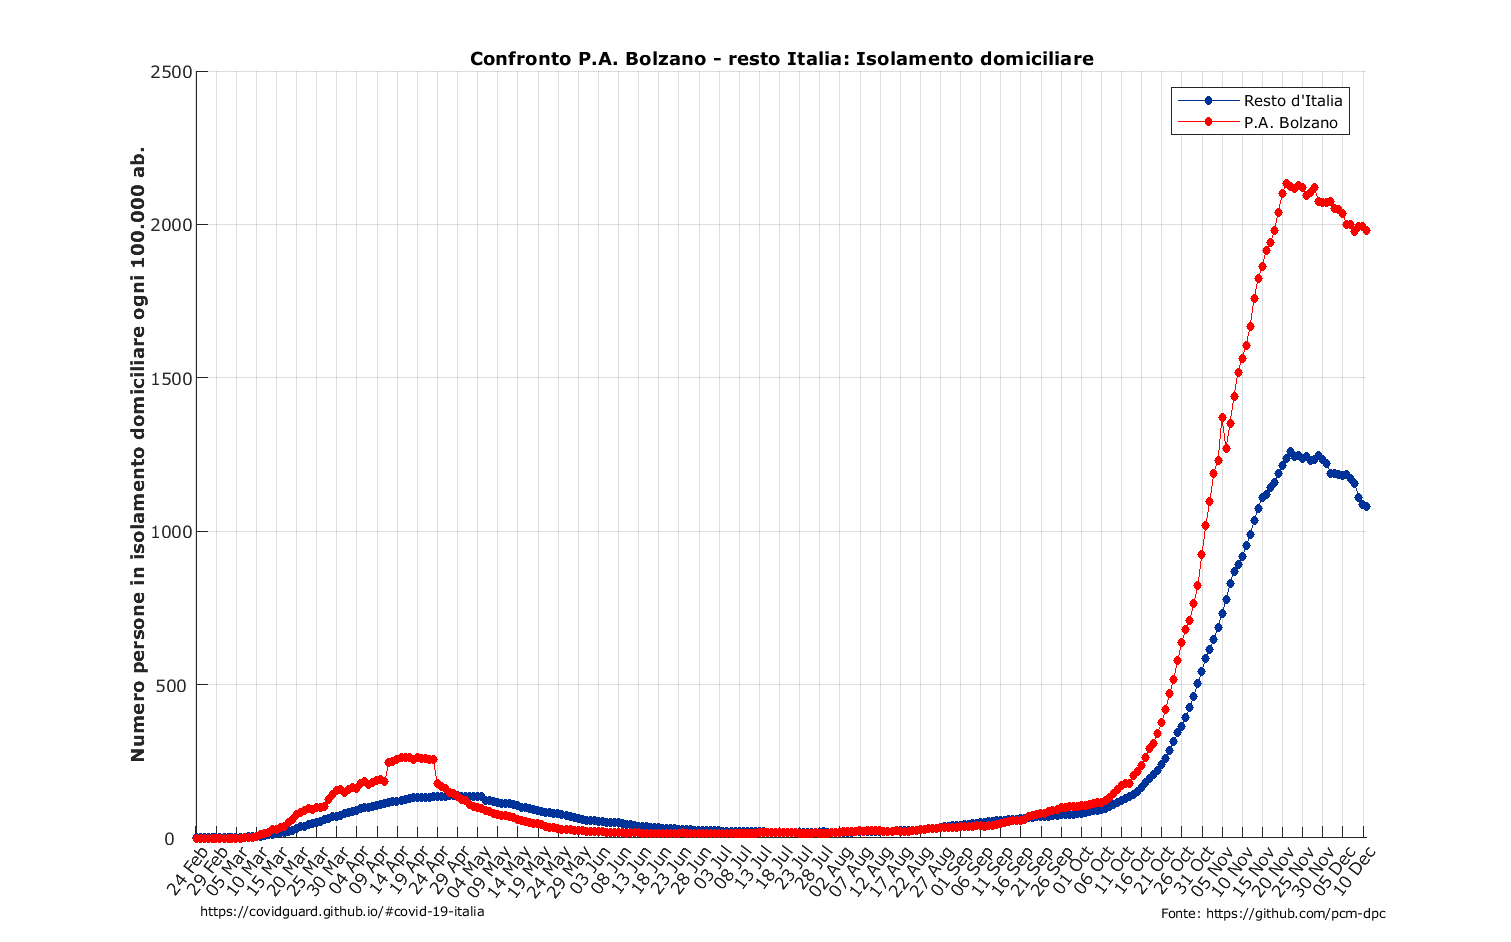 Confronto P.A. Bolzano - resto Italia: Isolamento domiciliare
Numero persone in isolamento domiciliare ogni 100.000 ab.
2500
2000
1500
1000
500
0
Resto d'Italia
P.A. Bolzano
24 Feb
29 Feb
05 Mar
10 Mar
15 Mar
20 Mar
25 Mar
30 Mar
04 Apr
09 Apr
14 Apr
19 Apr
24 Apr
29 Apr
04 May
09 May
14 May
19 May
24 May
29 May
03 Jun
08 Jun
13 Jun
18 Jun
23 Jun
28 Jun
03 Jul
08 Jul
13 Jul
18 Jul
23 Jul
28 Jul
02 Aug
07 Aug
12 Aug
17 Aug
22 Aug
27 Aug
01 Sep
06 Sep
11 Sep
16 Sep
21 Sep
26 Sep
01 Oct
06 Oct
11 Oct
16 Oct
21 Oct
26 Oct
31 Oct
05 Nov
10 Nov
15 Nov
20 Nov
25 Nov
30 Nov
05 Dec
10 Dec
https://covidguard.github.io/#covid-19-italia
Fonte: https://github.com/pcm-dpc